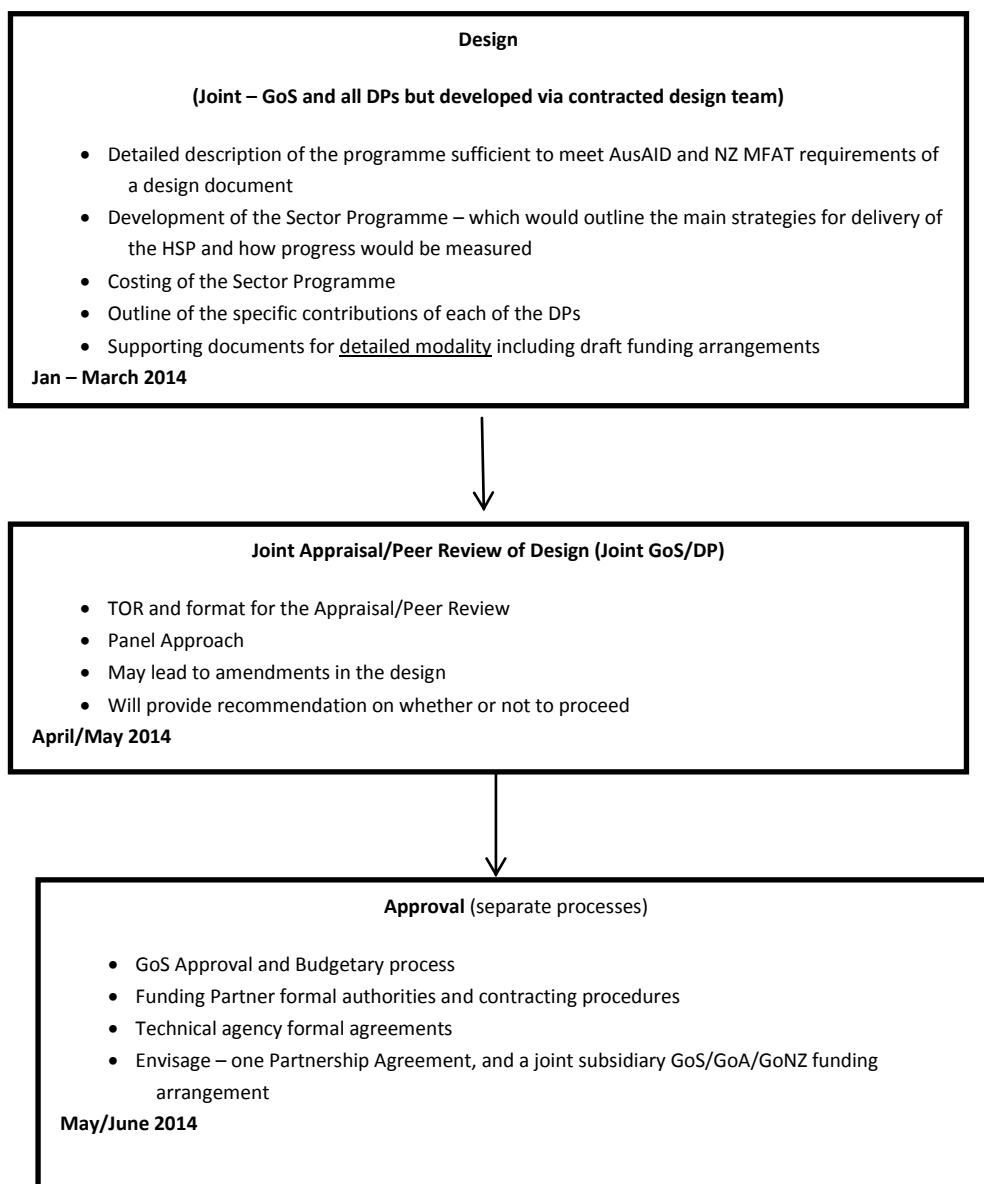 Design
(Joint – GoS and all DPs but developed via contracted design team)
• Detailed description of the programme sufficient to meet AusAID and NZ MFAT requirements of
a design document
• Development of the Sector Programme – which would outline the main strategies for delivery of
the HSP and how progress would be measured
• Costing of the Sector Programme
• Outline of the specific contributions of each of the DPs
• Supporting documents for detailed modality including draft funding arrangements
Jan – March 2014
Joint Appraisal/Peer Review of Design (Joint GoS/DP)
• TOR and format for the Appraisal/Peer Review
• Panel Approach
• May lead to amendments in the design
• Will provide recommendation on whether or not to proceed
April/May 2014
Approval (separate processes)
• GoS Approval and Budgetary process
• Funding Partner formal authorities and contracting procedures
• Technical agency formal agreements
• Envisage – one Partnership Agreement, and a joint subsidiary GoS/GoA/GoNZ funding
arrangement
May/June 2014